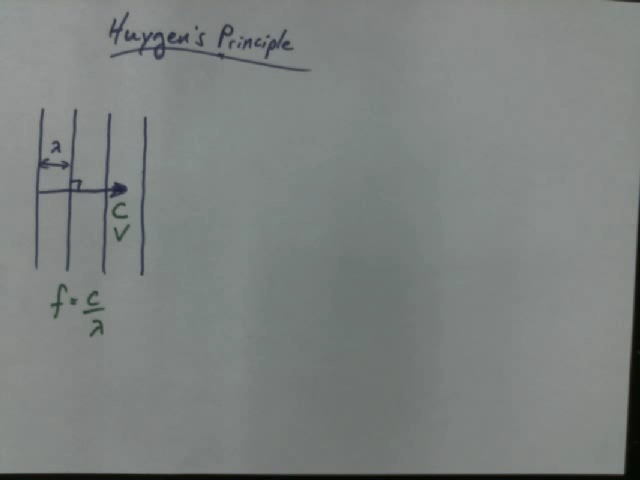 Huygen's Principle
λ
C
V
f = c/λ